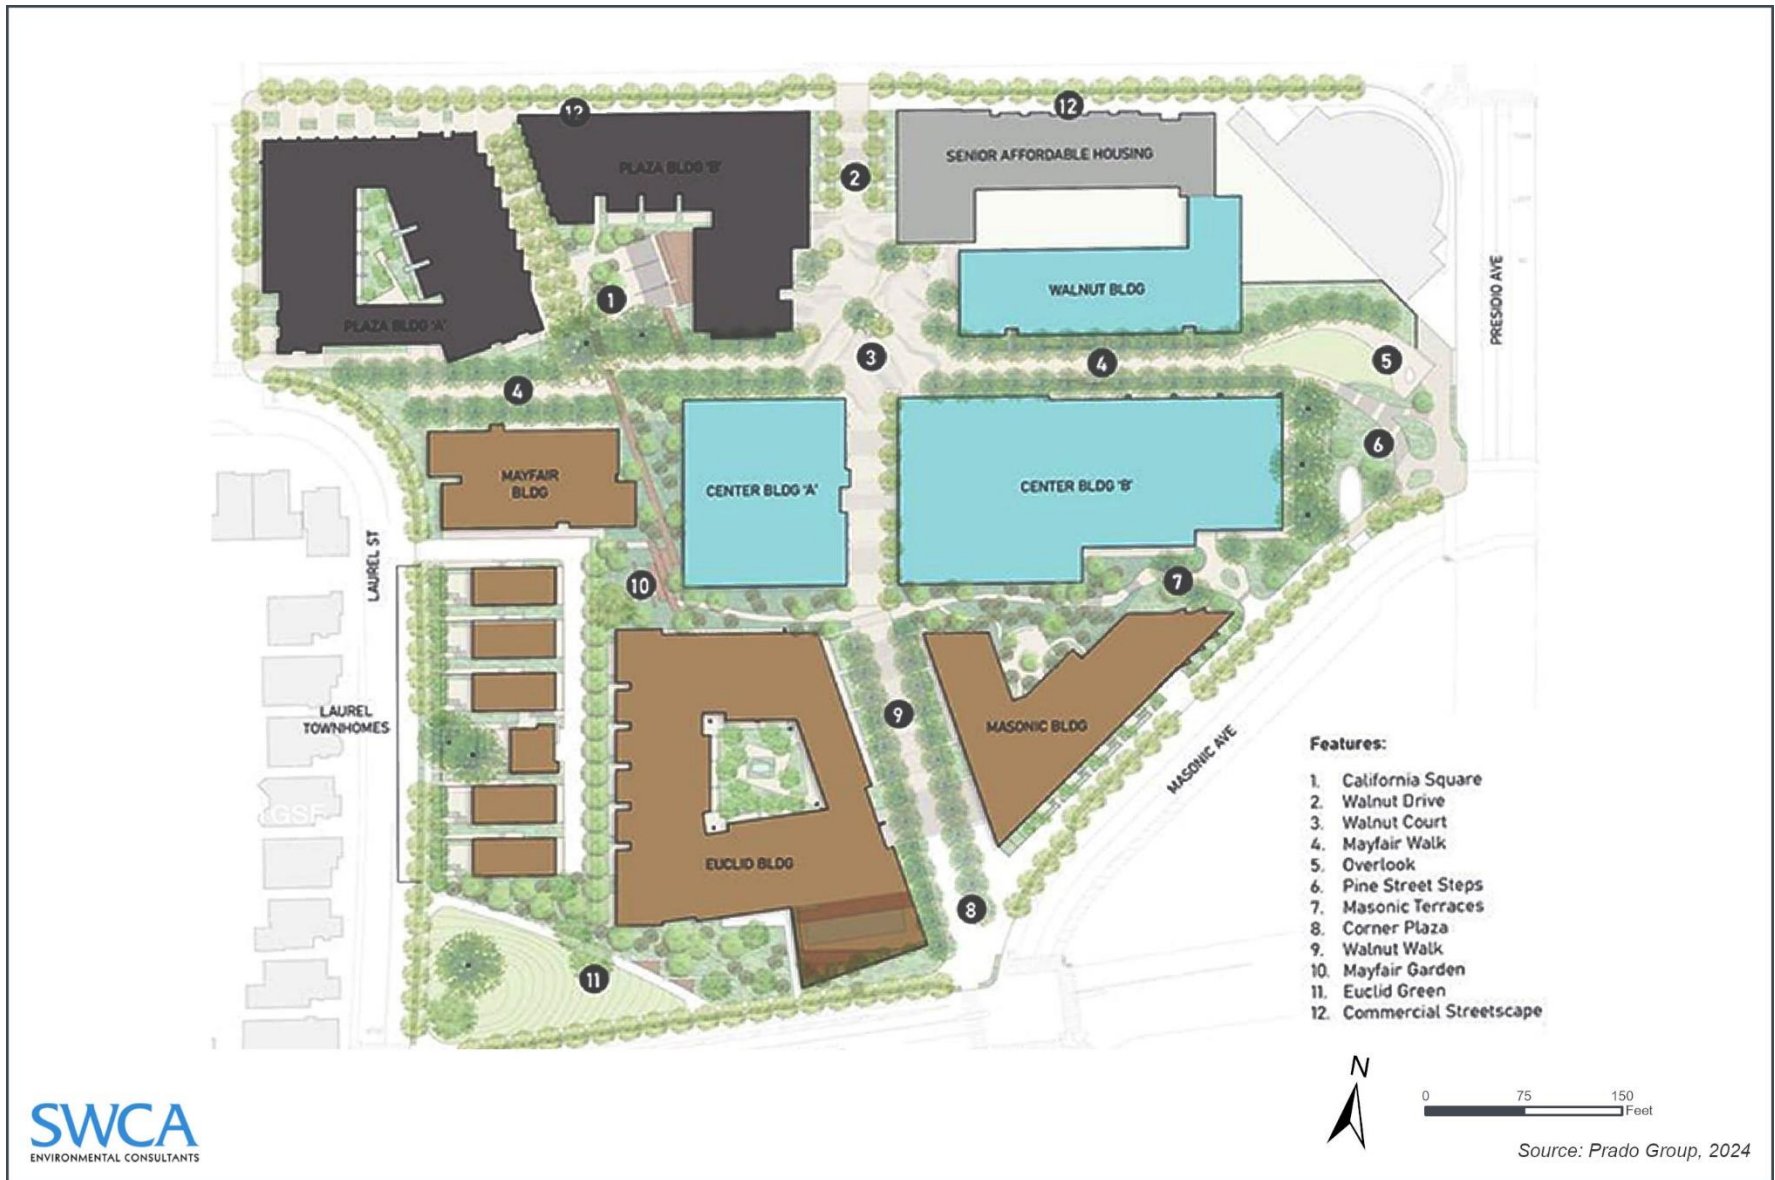 12
12
PLAZA BLDG 'B'
2
SENIOR AFFORDABLE HOUSING
1
WALNUT BLDG
PRESIDIO AVE
PLAZA BLDG 'A'
3
4
5
4
6
MAYFAIR
BLDG
CENTER BLDG 'A'
CENTER BLDG 'B'
LAUREL ST
10
7
LAUREL
TOWNHOMES
9
MASONIC BLDG
MASONIC AVE
GSF
EUCLID BLDG
8
11
Features:
1. California Square
2. Walnut Drive
3. Walnut Court
4. Mayfair Walk
5. Overlook
6. Pine Street Steps
7. Masonic Terraces
8. Corner Plaza
9. Walnut Walk
10. Mayfair Garden
11. Euclid Green
12. Commercial Streetscape
N
0 75 150
Feet
SWCA
ENVIRONMENTAL CONSULTANTS
Source: Prado Group, 2024